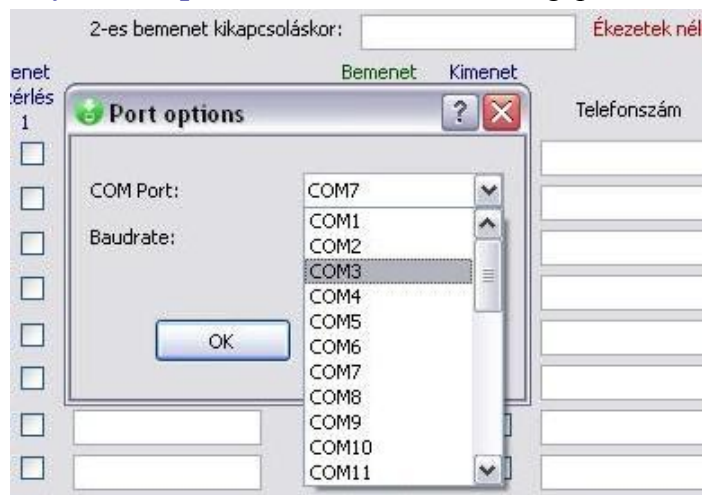 2-es bemenet kikapcsoláskor:
Ékezetek nél
enet
Bemenet
Kimenet
érlés
1
Telefonszám
Port options
COM Port:
COM7
Baudrate:
COM1
COM2
COM3
COM4
COM5
COM6
COM7
COM8
COM9
COM10
COM11
OK